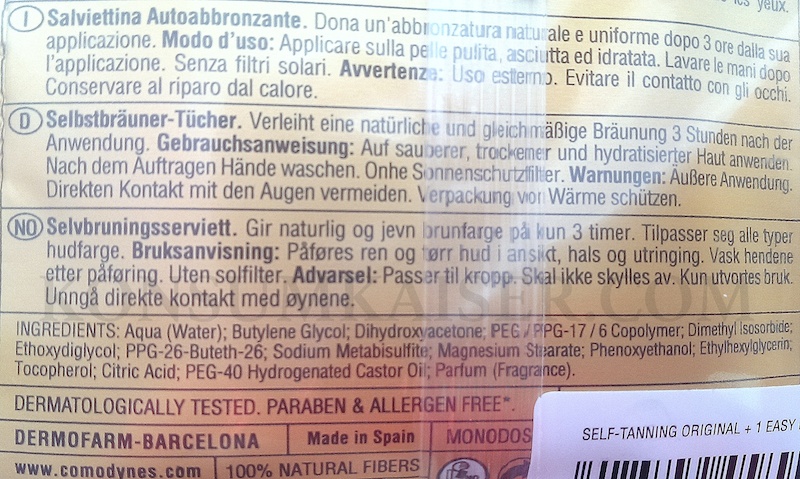 les yeux.
I Salviettina Autoabbronzante. Dona un'abbronzatura naturale e uniforme dopo 3 ore dalla sua
applicazione. Modo d'uso: Applicare sulla pelle pulita, asciutta ed idratata. Lavare le mani dopo
l'applicazione. Senza filtri solari. Avvertenze: Uso esterno. Evitare il contatto con gli occhi.
Conservare al riparo dal calore.
D Selbstbräuner-Tücher. Verleiht eine natürliche und gleichmäßige Bräunung 3 Stunden nach der
Anwendung. Gebrauchsanweisung: Auf sauberer, trockener und hydratisierter Haut anwenden.
Nach dem Auftragen Hände waschen. Onhe Sonnenschutzfilter. Warnungen: Äußere Anwendung.
Direkten Kontakt mit den Augen vermeiden. Verpackung vor Wärme schützen.
NO Selvbruningsserviett. Gir naturlig og jevn brunfarge på kun 3 timer. Tilpasser seg alle typer
hudfarge. Bruksanvisning: Påføres ren og tørr hud i ansikt, hals og utringing. Vask hendene
etter påføring. Uten solfilter. Advarsel: Passer til kropp. Skal ikke skylles av. Kun utvortes bruk.
Unngå direkte kontakt med øynene.
KONSUMKAISER.COM
INGREDIENTS: Aqua (Water); Butylene Glycol; Dihydroxyacetone; PEG / PPG-17 / 6 Copolymer; Dimethyl Isosorbide;
Ethoxydiglycol; PPG-26-Buteth-26; Sodium Metabisulfite; Magnesium Stearate; Phenoxyethanol; Ethylhexylglycerin;
Tocopherol; Citric Acid; PEG-40 Hydrogenated Castor Oil; Parfum (Fragrance).
DERMATOLOGICALLY TESTED. PARABEN & ALLERGEN FREE*.
DERMOFARM-BARCELONA Made in Spain MONODOS
SELF-TANNING ORIGINAL + 1 EASY
www.comodynes.com 100% NATURAL FIBERS